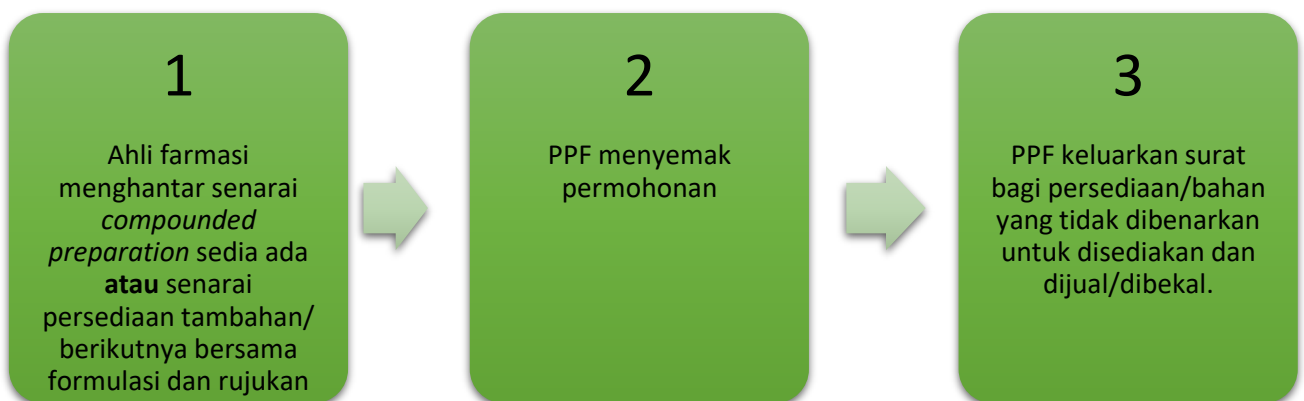 1
Ahli farmasi
menghantar senarai
compounded
preparation sedia ada
atau senarai
persediaan tambahan/
berikutnya bersama
formulasi dan rujukan
2
PPF menyemak
permohonan
3
PPF keluarkan surat
bagi persediaan/bahan
yang tidak dibenarkan
untuk disediakan dan
dijual/dibekal.